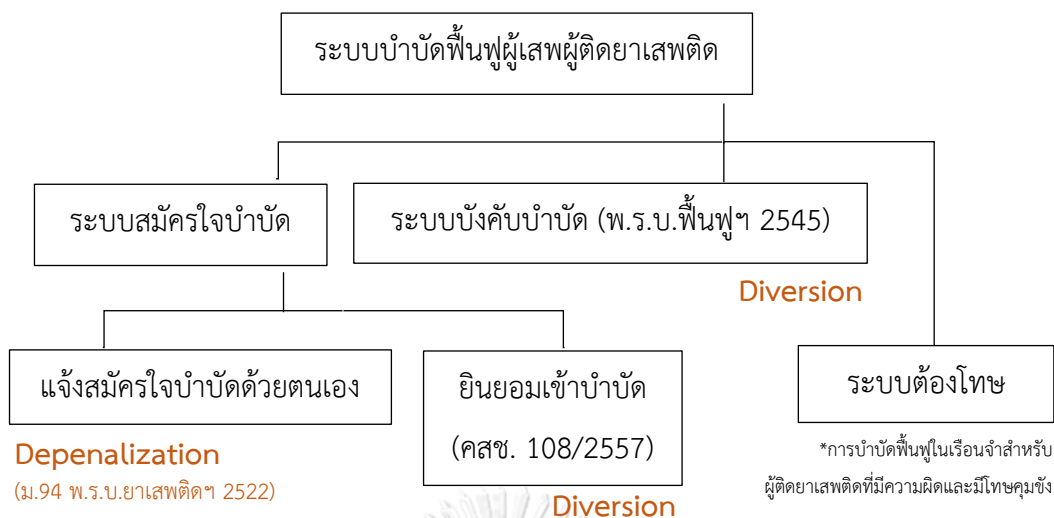 ระบบบำบัดฟื้นฟูผู้เสพผู้ติดยาเสพติด
ระบบสมัครใจบำบัด
ระบบบังคับบำบัด (พ.ร.บ.ฟื้นฟูฯ 2545)
Diversion
แจ้งสมัครใจบำบัดด้วยตนเอง
ยินยอมเข้าบำบัด
(คสช. 108/2557)
ระบบต้องโทษ
Depenalization
(ม.94 พ.ร.บ.ยาเสพติดฯ 2522)
Diversion
*การบำบัดฟื้นฟูในเรือนจำสำหรับ
ผู้ติดยาเสพติดที่มีความผิดและมีโทษคุมขัง